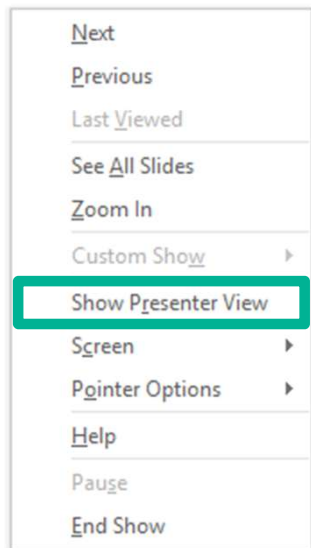 Next
Previous
Last Viewed
See All Slides
Zoom In
Custom Show
Show Presenter View
Screen
Pointer Options
Help
Pause
End Show